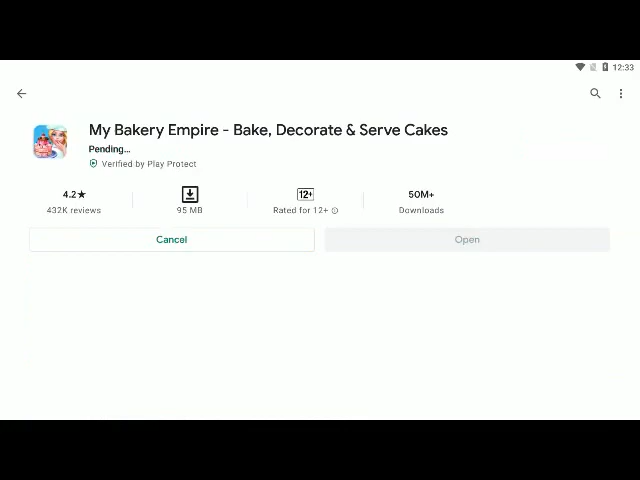 12:33
My Bakery Empire - Bake, Decorate & Serve Cakes
Pending...
Verified by Play Protect
4.2★
12+
50M+
432K reviews
95 MB
Rated for 12+
Downloads
Cancel
Open